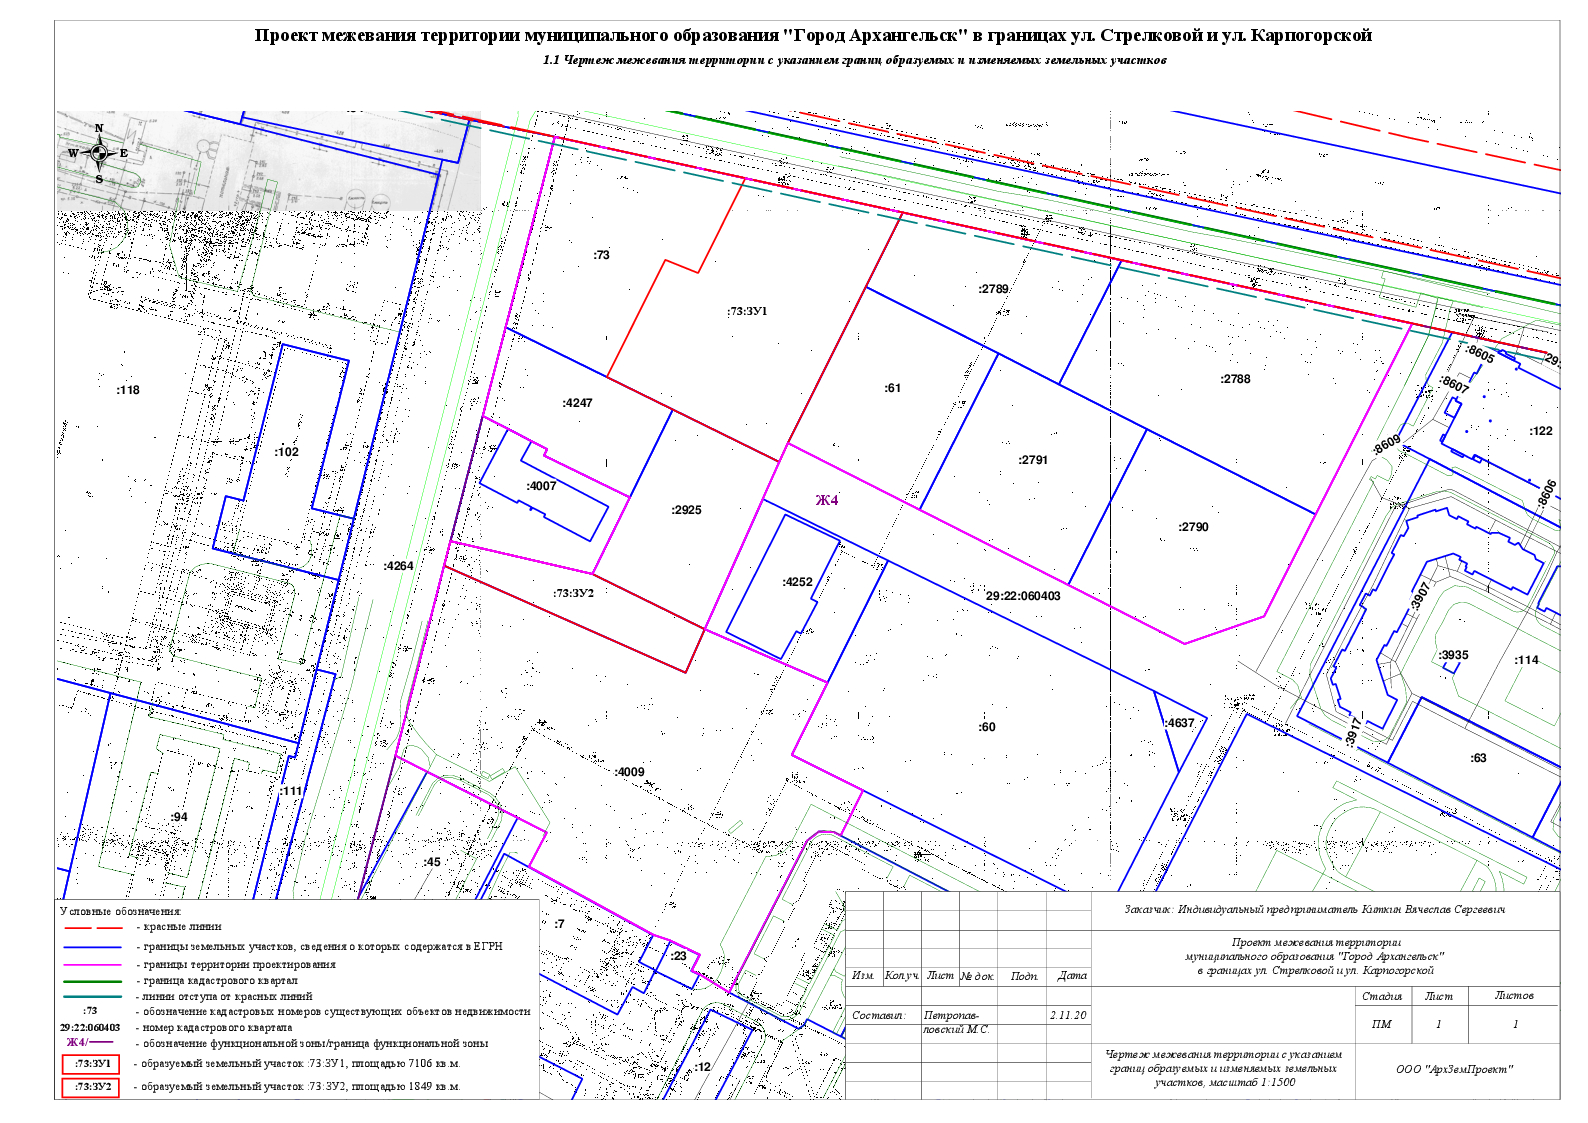 Проект межевания территории муниципального образования "Город Архангельск" в границах ул. Стрелковой и ул. Карпогорской
1.1 Чертеж межевания территории с указанием границ образуемых и изменяемых земельных участков
N
W E
S
:73
:2789
:73:ЗУ1
:8605
:8607
:2788
:61
:118
:4247
:122
:8609
:102
:2791
:4007
:8606
Ж4
:2925
:2790
:4264
:4252
:73:ЗУ2
29:22:060403
:3907
:3935
:114
:4637
:60
:3917
:63
:4009
:111
:94
:45
:7
:23
:12
Условные обозначения:
- красные линии
- границы земельных участков, сведения о которых содержатся в ЕГРН
- границы территории проектирования
- граница кадастрового квартал
- линии отступа от красных линий
:73 - обозначение кадастровых номеров существующих объектов недвижимости
29:22:060403 - номер кадастрового квартала
Ж4/ - обозначение функциональной зоны/граница функциональной зоны
:73:ЗУ1 - образуемый земельный участок :73:ЗУ1, площадью 7106 кв.м.
:73:ЗУ2 - образуемый земельный участок :73:ЗУ2, площадью 1849 кв.м.
Заказчик: Индивидуальный предприниматель Киткин Вячеслав Сергеевич
Проект межевания территории
муниципального образования "Город Архангельск"
в границах ул. Стрелковой и ул. Карпогорской
Изм. Кол.уч. Лист № док. Подп. Дата
Стадия Лист Листов
Составил: Петропав-
ловский М.С. 2.11.20
ПМ 1 1
Чертеж межевания территории с указанием
границ образуемых и изменяемых земельных
участков, масштаб 1:1500
ООО "АрхЗемПроект"